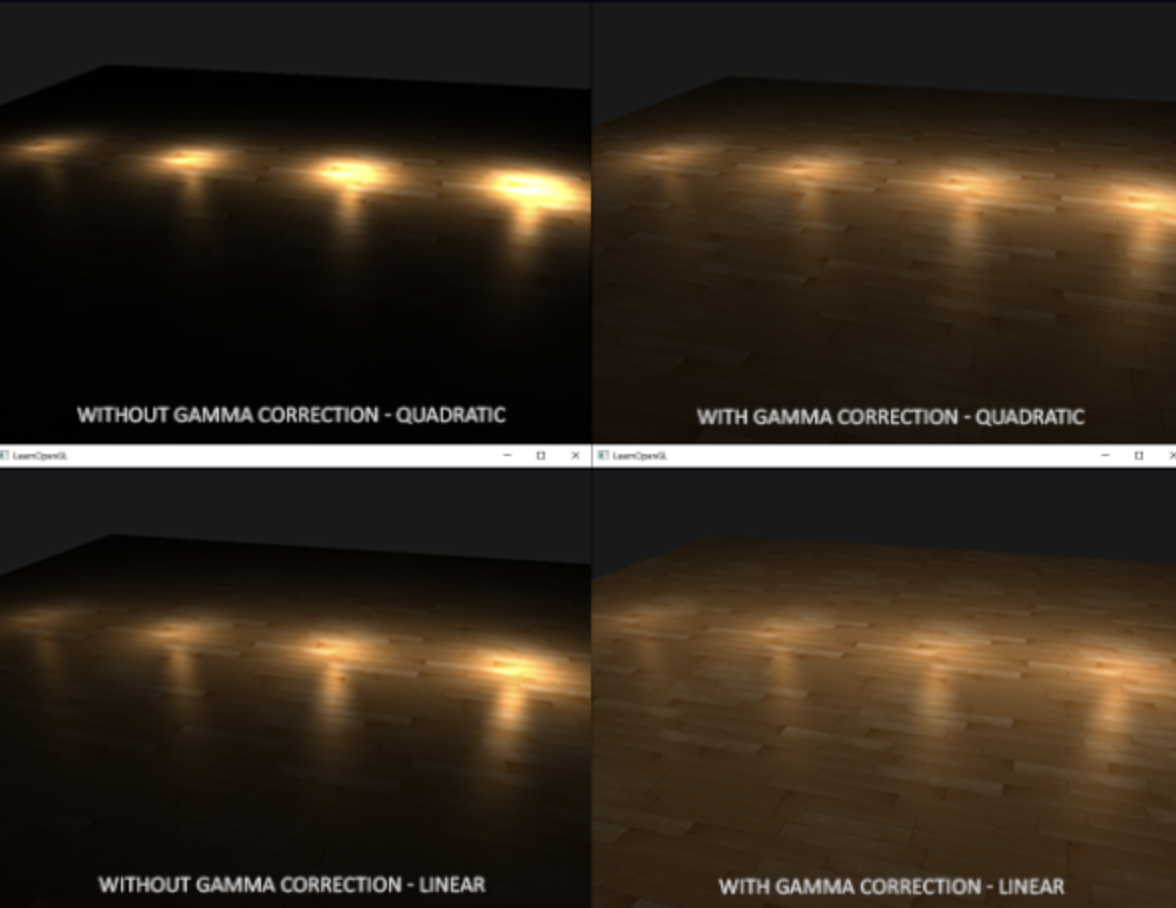 WITHOUT GAMMA CORRECTION - QUADRATIC
WITH GAMMA CORRECTION - QUADRATIC
LearnOpenGL
LearnOpenGL
WITHOUT GAMMA CORRECTION - LINEAR
WITH GAMMA CORRECTION - LINEAR